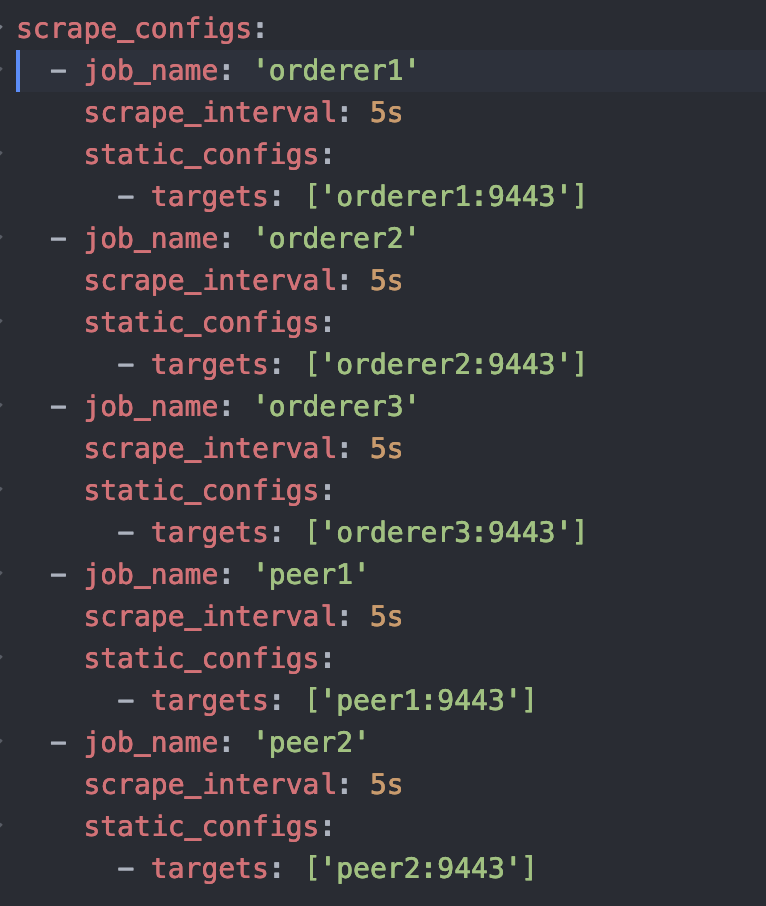 scrape_configs:
  - job_name: 'orderer1'
    scrape_interval: 5s
    static_configs:
      - targets: ['orderer1:9443']
  - job_name: 'orderer2'
    scrape_interval: 5s
    static_configs:
      - targets: ['orderer2:9443']
  - job_name: 'orderer3'
    scrape_interval: 5s
    static_configs:
      - targets: ['orderer3:9443']
  - job_name: 'peer1'
    scrape_interval: 5s
    static_configs:
      - targets: ['peer1:9443']
  - job_name: 'peer2'
    scrape_interval: 5s
    static_configs:
      - targets: ['peer2:9443']